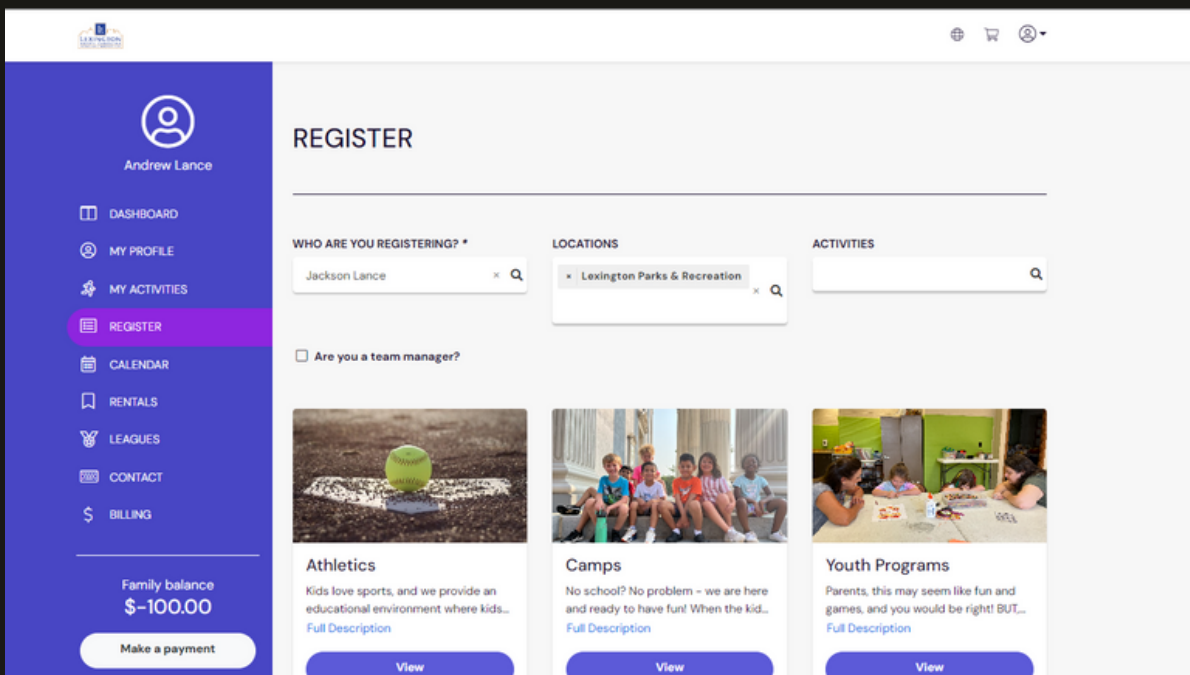 LEXINGTON
Andrew Lance
DASHBOARD
MY PROFILE
MY ACTIVITIES
REGISTER
CALENDAR
RENTALS
LEAGUES
CONTACT
BILLING
Family balance
$-100.00
Make a payment
REGISTER
WHO ARE YOU REGISTERING? *
Jackson Lance ×
LOCATIONS
× Lexington Parks & Recreation
×
ACTIVITIES
Are you a team manager?
Athletics
Kids love sports, and we provide an
educational environment where kids...
Full Description
View
Camps
No school? No problem - we are here
and ready to have fun! When the kid...
Full Description
View
Youth Programs
Parents, this may seem like fun and
games, and you would be right! BUT,...
Full Description
View